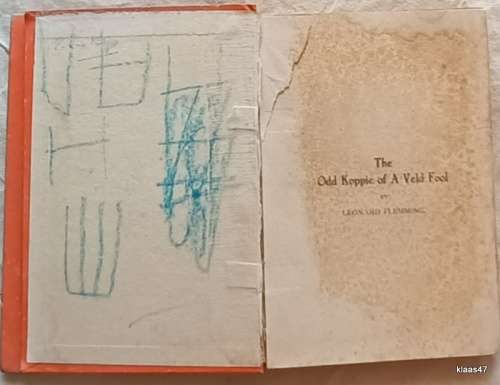 The
Odd Koppie of A Veld Fool
BY
LEONARD FLEMMING.
klaas47